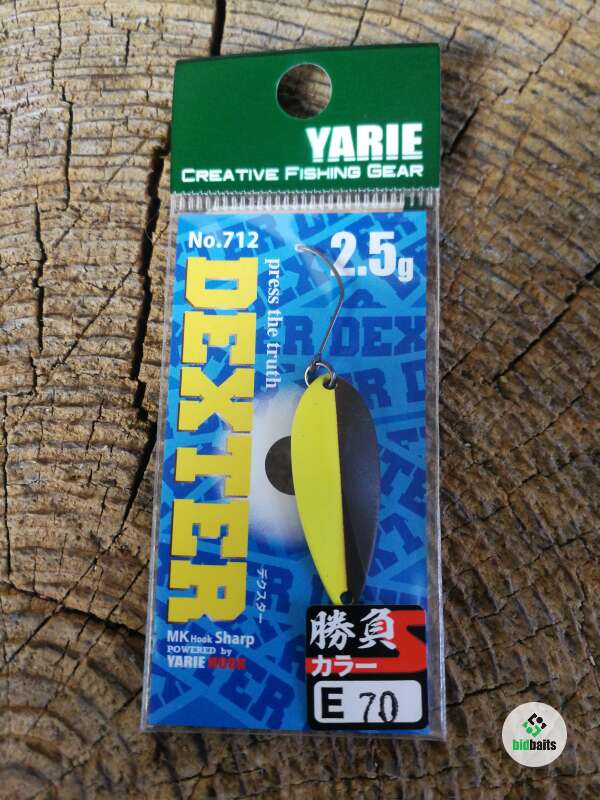 YARIE
CREATIVE FISHING GEAR
No.712
2.5g
press the truth
DEXTER
デクスター
MK Hook Sharp
POWERED by
YARIE HOOK
勝負
カラー
S
E 70
bidbaits